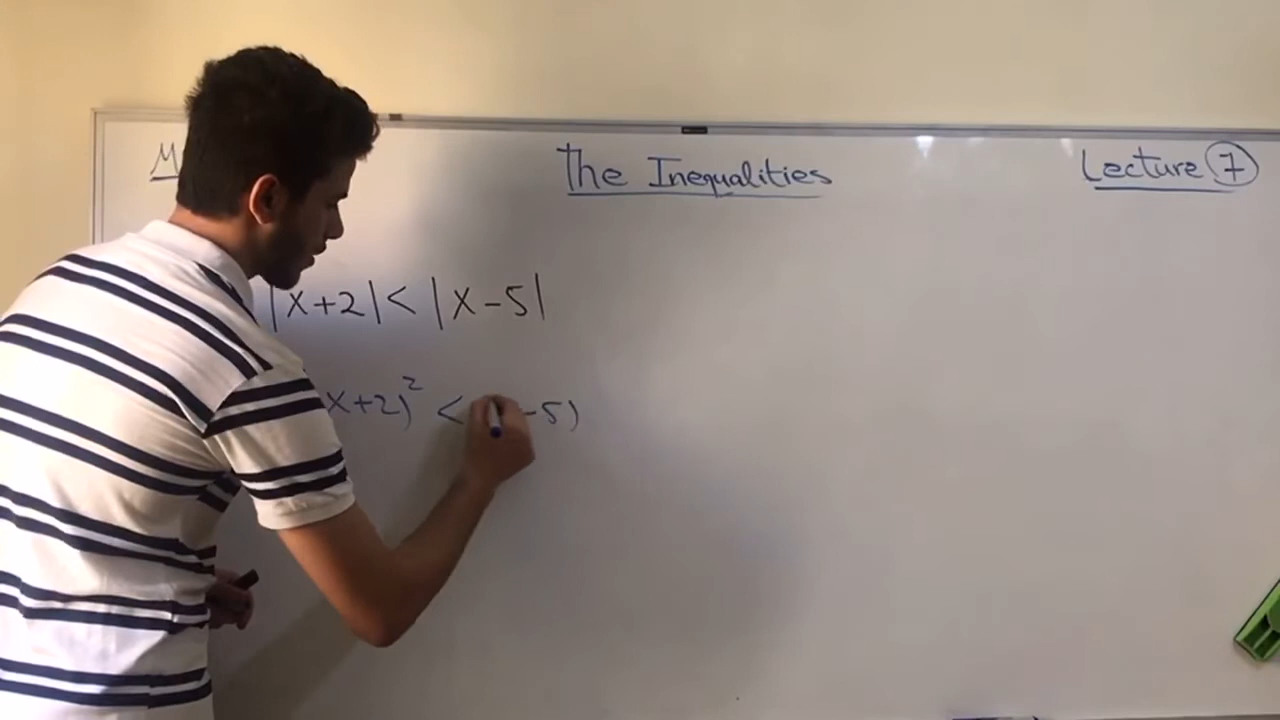 The Inequalities
Lecture 7
|x+2| < |x-5|
x+2)² < -5)